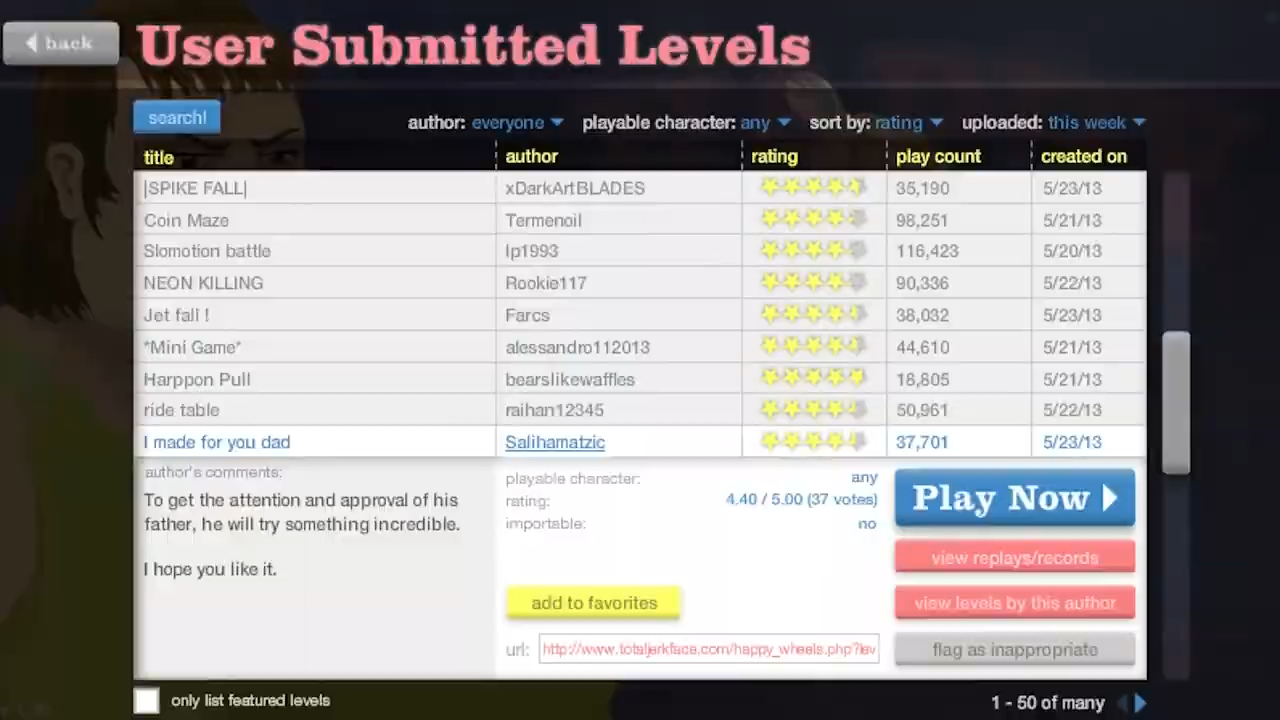 back
User Submitted Levels
search!
author: everyone playable character: any sort by: rating uploaded: this week
title author rating play count created on
|SPIKE FALL| xDarkArtBLADES 35,190 5/23/13
Coin Maze Termenoil 98,251 5/21/13
Slomotion battle lp1993 116,423 5/20/13
NEON KILLING Rookie117 90,336 5/22/13
Jet fall ! Farcs 38,032 5/23/13
*Mini Game* alessandro112013 44,610 5/21/13
Harppon Pull bearslikewaffles 18,805 5/21/13
ride table raihan12345 50,961 5/22/13
I made for you dad Salihamatzic 37,701 5/23/13
author's comments:
To get the attention and approval of his
father, he will try something incredible.
I hope you like it.
playable character: any
rating: 4.40 / 5.00 (37 votes)
importable: no
add to favorites
url: http://www.totaljerkface.com/happy_wheels.php?lev
Play Now
view replays/records
view levels by this author
flag as inappropriate
only list featured levels
1 - 50 of many